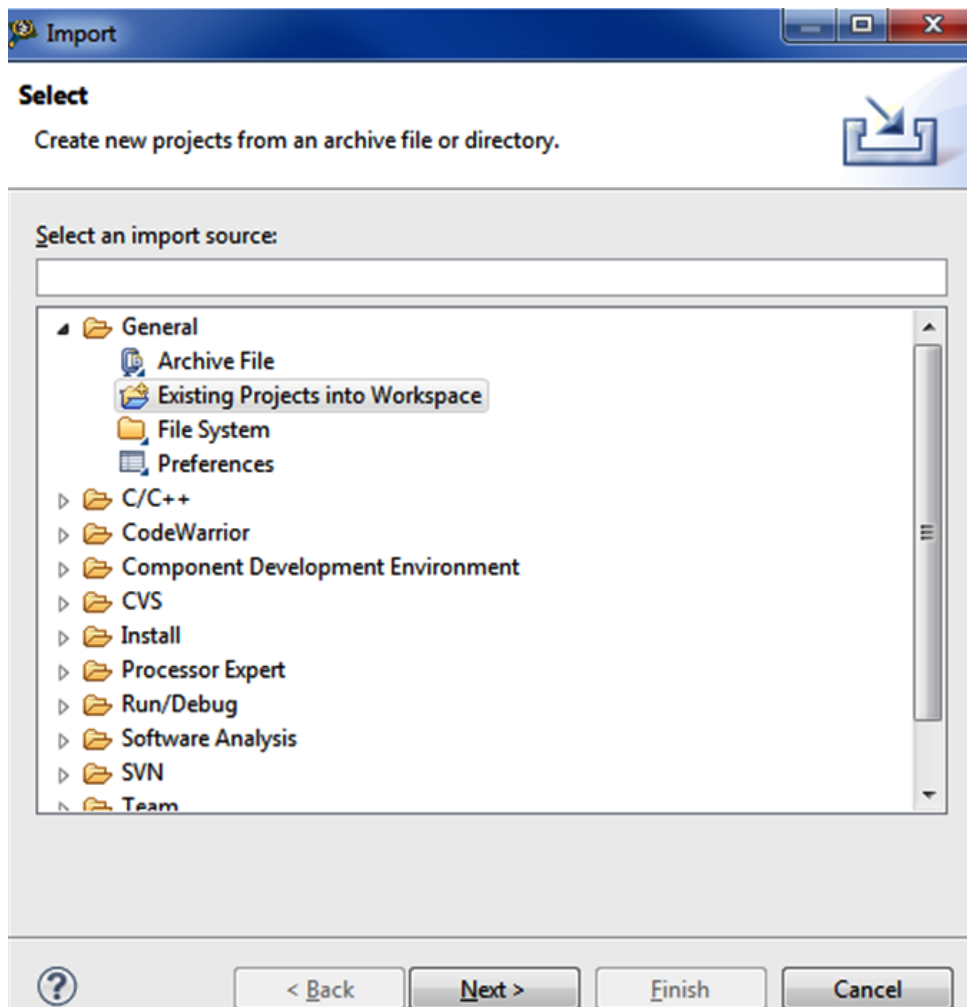 Import
Select
Create new projects from an archive file or directory.
Select an import source:
General
Archive File
Existing Projects into Workspace
File System
Preferences
C/C++
CodeWarrior
Component Development Environment
CVS
Install
Processor Expert
Run/Debug
Software Analysis
SVN
Team
? < Back Next > Finish Cancel